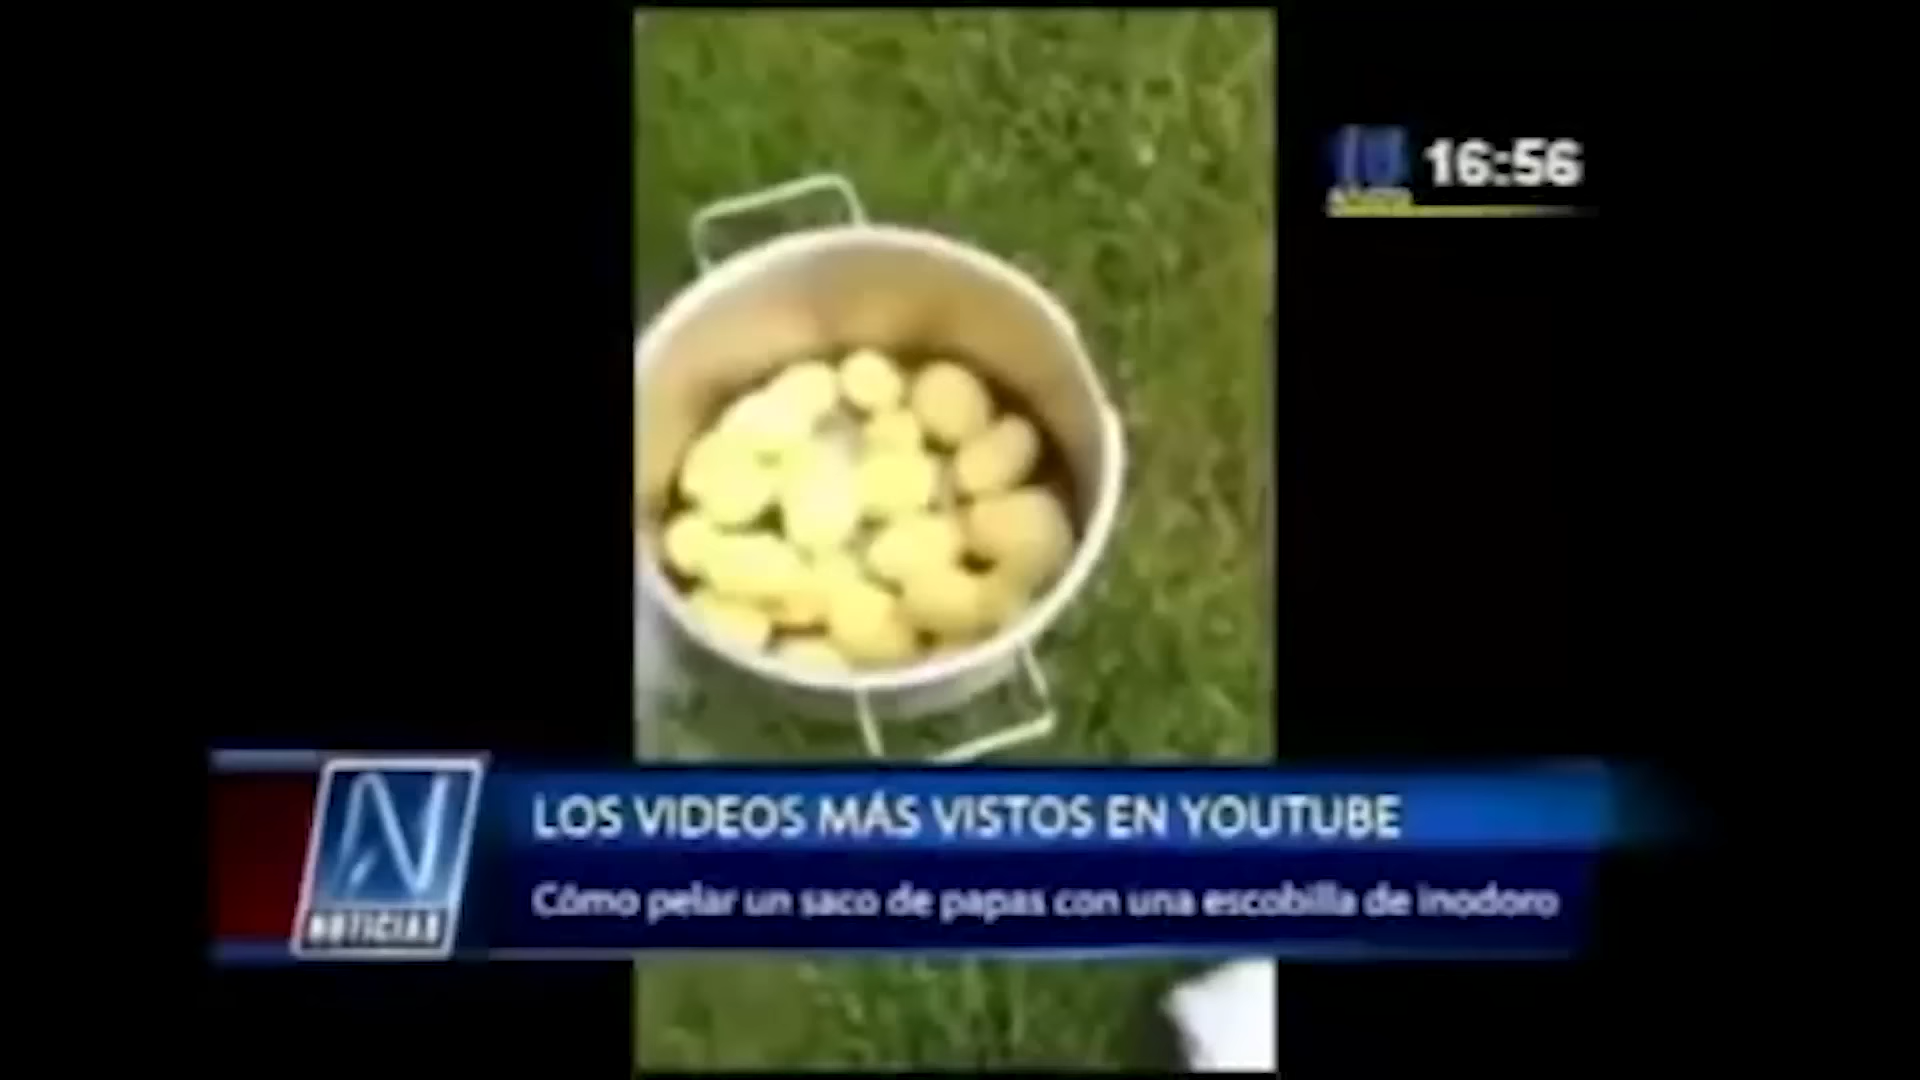 16:56
LOS VIDEOS MÁS VISTOS EN YOUTUBE
Cómo pelar un saco de papas con una escobilla de inodoro
N
NOTICIAS